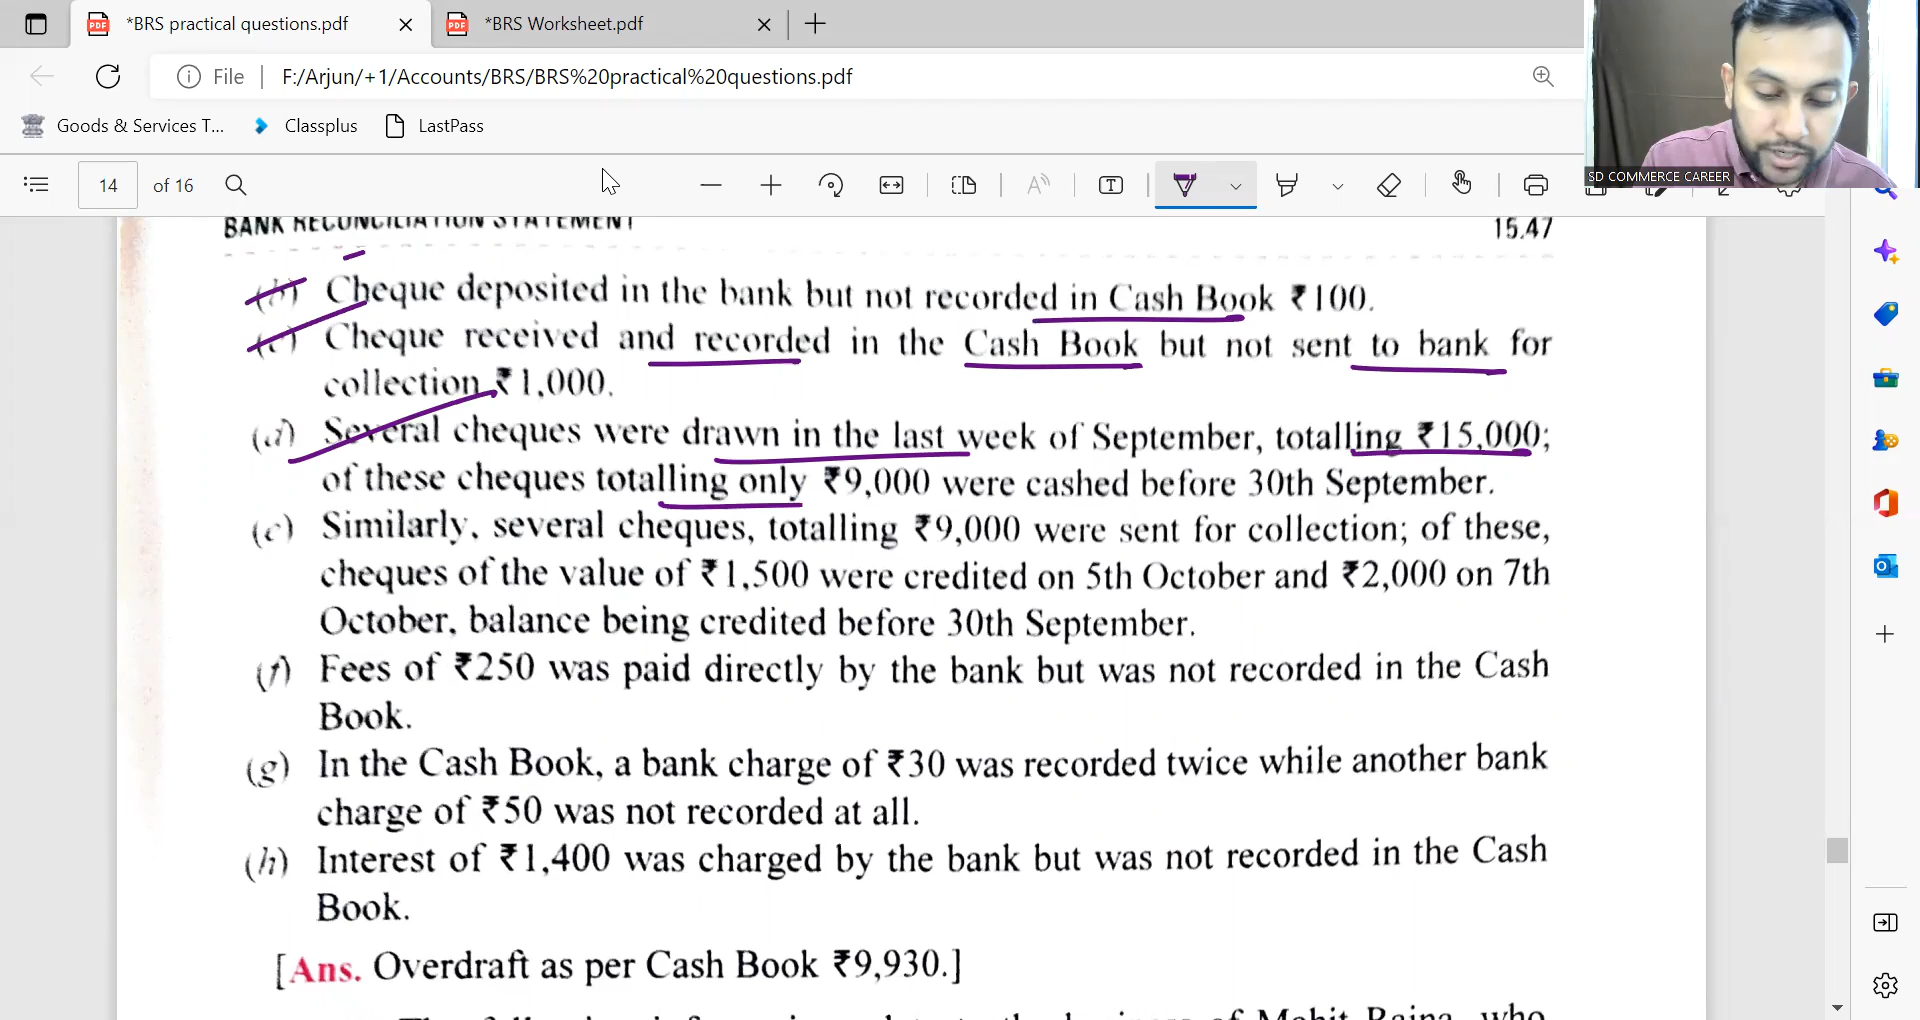 *BRS practical questions.pdf
*BRS Worksheet.pdf
File F:/Arjun/+1/Accounts/BRS/BRS%20practical%20questions.pdf
Goods & Services T... Classplus LastPass
14 of 16
SD COMMERCE CAREER
BANK RECONCILIATION STATEMENT 15.47
(b) Cheque deposited in the bank but not recorded in Cash Book ₹100.
(c) Cheque received and recorded in the Cash Book but not sent to bank for
collection ₹1,000.
(d) Several cheques were drawn in the last week of September, totalling ₹15,000;
of these cheques totalling only ₹9,000 were cashed before 30th September.
(e) Similarly, several cheques, totalling ₹9,000 were sent for collection; of these,
cheques of the value of ₹1,500 were credited on 5th October and ₹2,000 on 7th
October, balance being credited before 30th September.
(f) Fees of ₹250 was paid directly by the bank but was not recorded in the Cash
Book.
(g) In the Cash Book, a bank charge of ₹30 was recorded twice while another bank
charge of ₹50 was not recorded at all.
(h) Interest of ₹1,400 was charged by the bank but was not recorded in the Cash
Book.
[Ans. Overdraft as per Cash Book ₹9,930.]